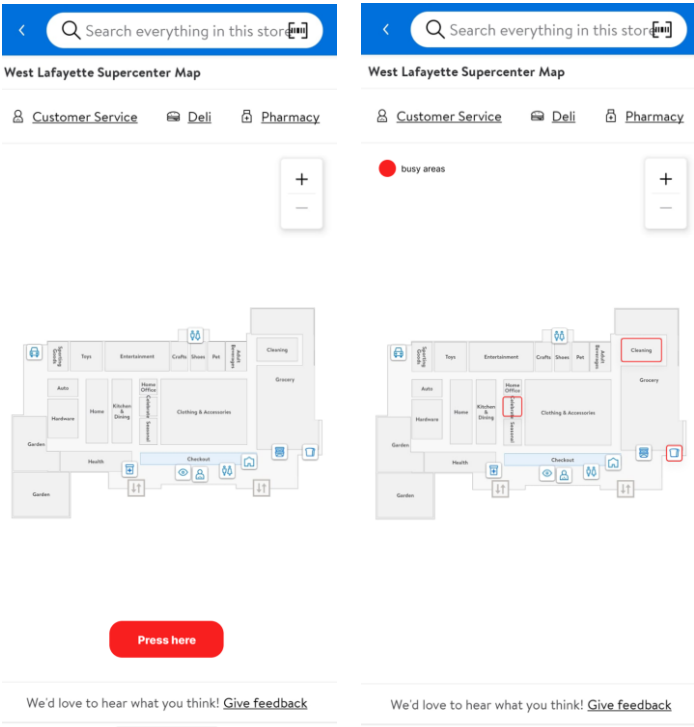 Search everything in this store
West Lafayette Supercenter Map
Customer Service
Deli
Pharmacy
+
−
Sporting Goods
Toys
Entertainment
Crafts
Shoes
Pet
Adult Beverages
Cleaning
Grocery
Auto
Hardware
Home
Kitchen & Dining
Home Office
Celebrate
Seasonal
Clothing & Accessories
Garden
Health
Checkout
Garden
Press here
We'd love to hear what you think! Give feedback
Search everything in this store
West Lafayette Supercenter Map
Customer Service
Deli
Pharmacy
busy areas
+
−
Sporting Goods
Toys
Entertainment
Crafts
Shoes
Pet
Adult Beverages
Cleaning
Grocery
Auto
Hardware
Home
Kitchen & Dining
Home Office
Celebrate
Seasonal
Clothing & Accessories
Garden
Health
Checkout
Garden
We'd love to hear what you think! Give feedback